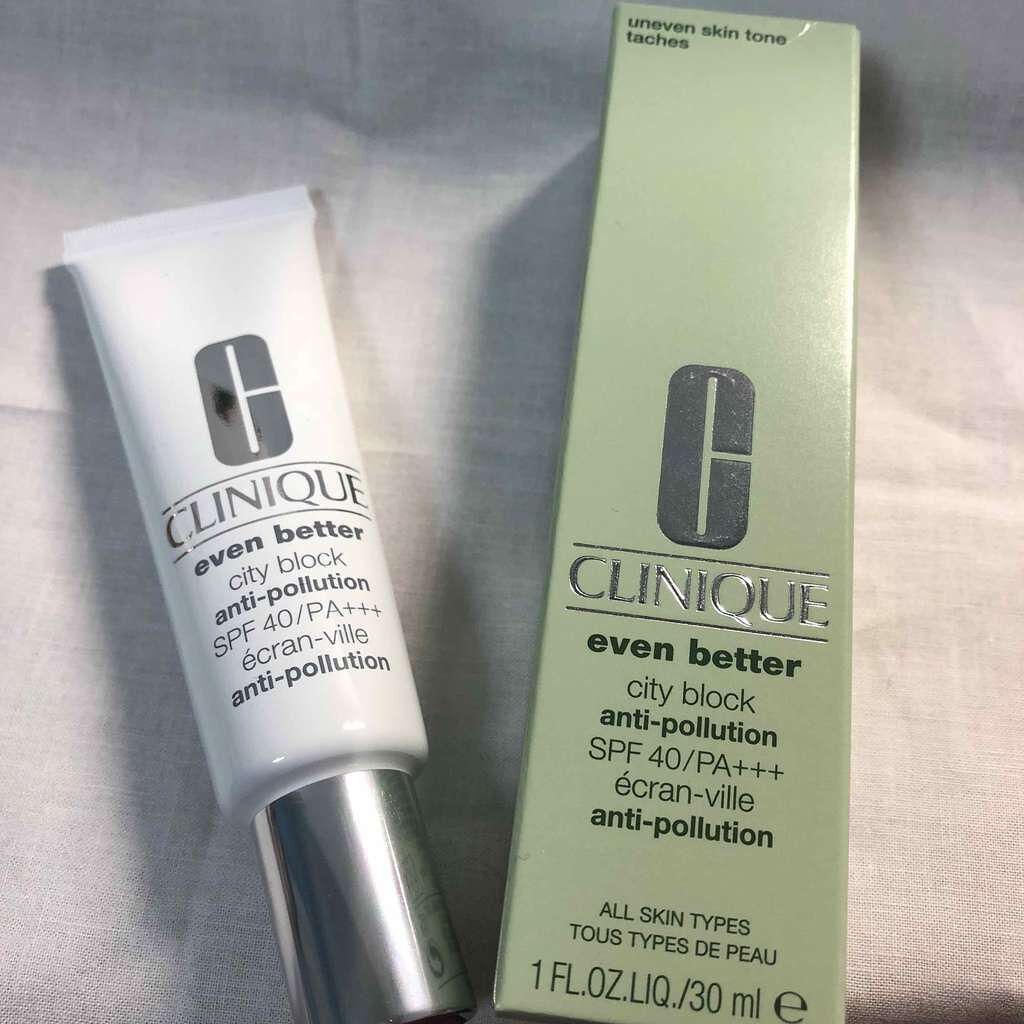 CLINIQUE
even better
city block
anti-pollution
SPF 40/PA+++
écran-ville
anti-pollution
uneven skin tone
taches
C
CLINIQUE
even better
city block
anti-pollution
SPF 40/PA+++
écran-ville
anti-pollution
ALL SKIN TYPES
TOUS TYPES DE PEAU
1 FL.OZ.LIQ./30 ml e